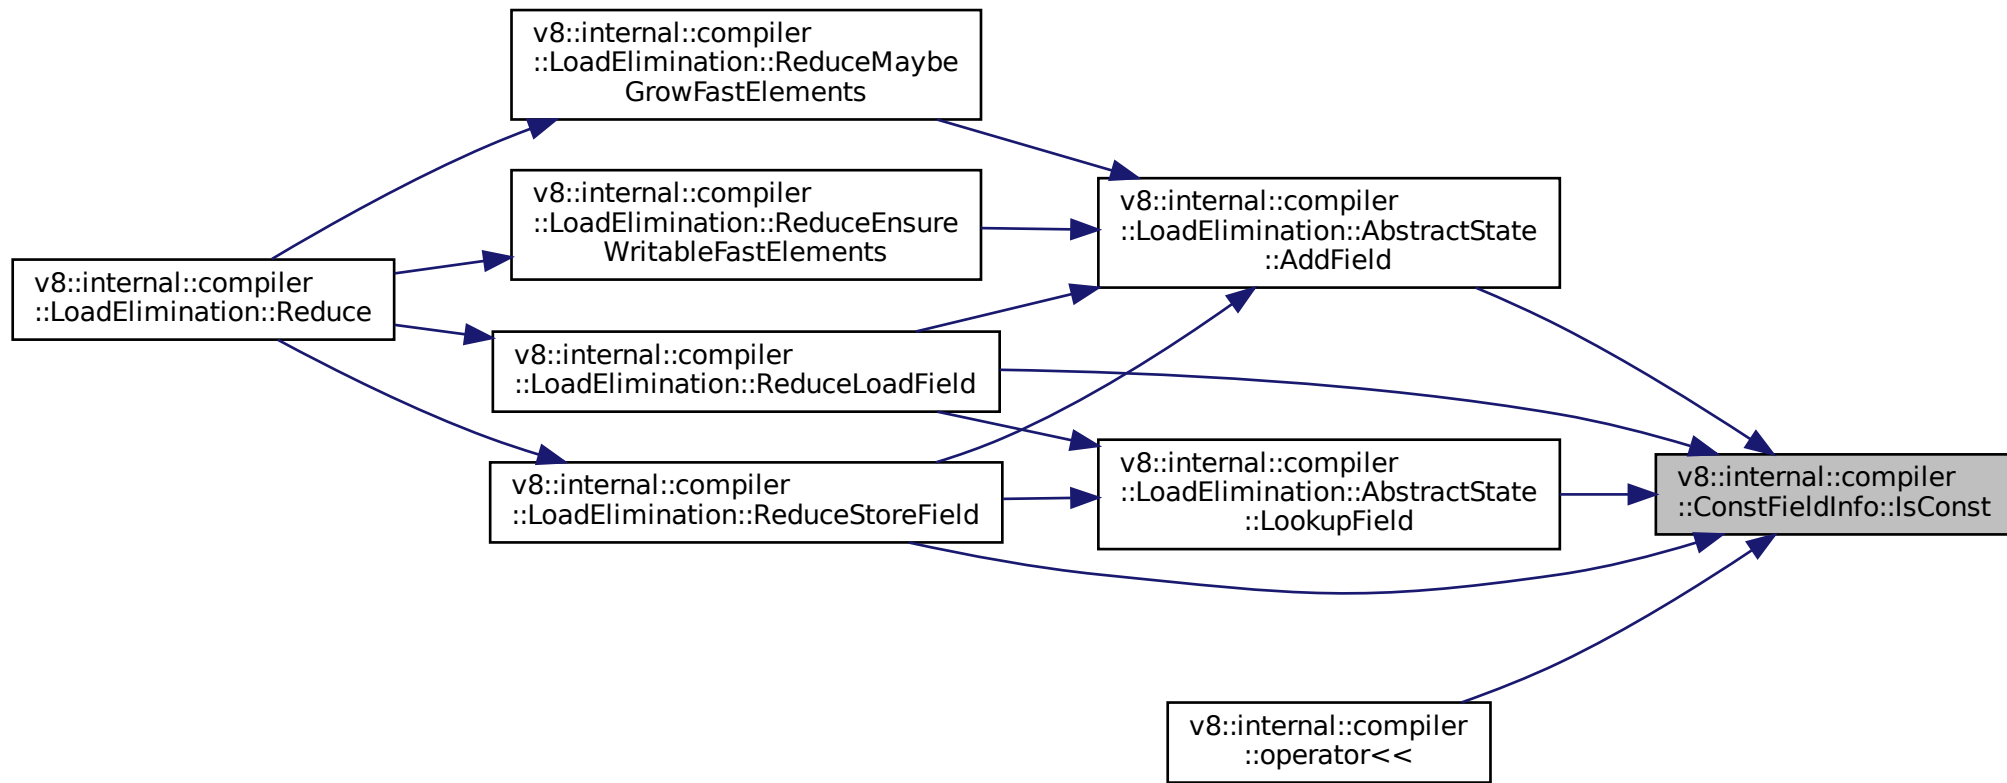 v8::internal::compiler
::LoadElimination::ReduceMaybe
GrowFastElements
v8::internal::compiler
::LoadElimination::ReduceEnsure
WritableFastElements
v8::internal::compiler
::LoadElimination::AbstractState
::AddField
v8::internal::compiler
::LoadElimination::Reduce
v8::internal::compiler
::LoadElimination::ReduceLoadField
v8::internal::compiler
::LoadElimination::AbstractState
::LookupField
v8::internal::compiler
::ConstFieldInfo::IsConst
v8::internal::compiler
::LoadElimination::ReduceStoreField
v8::internal::compiler
::operator<<